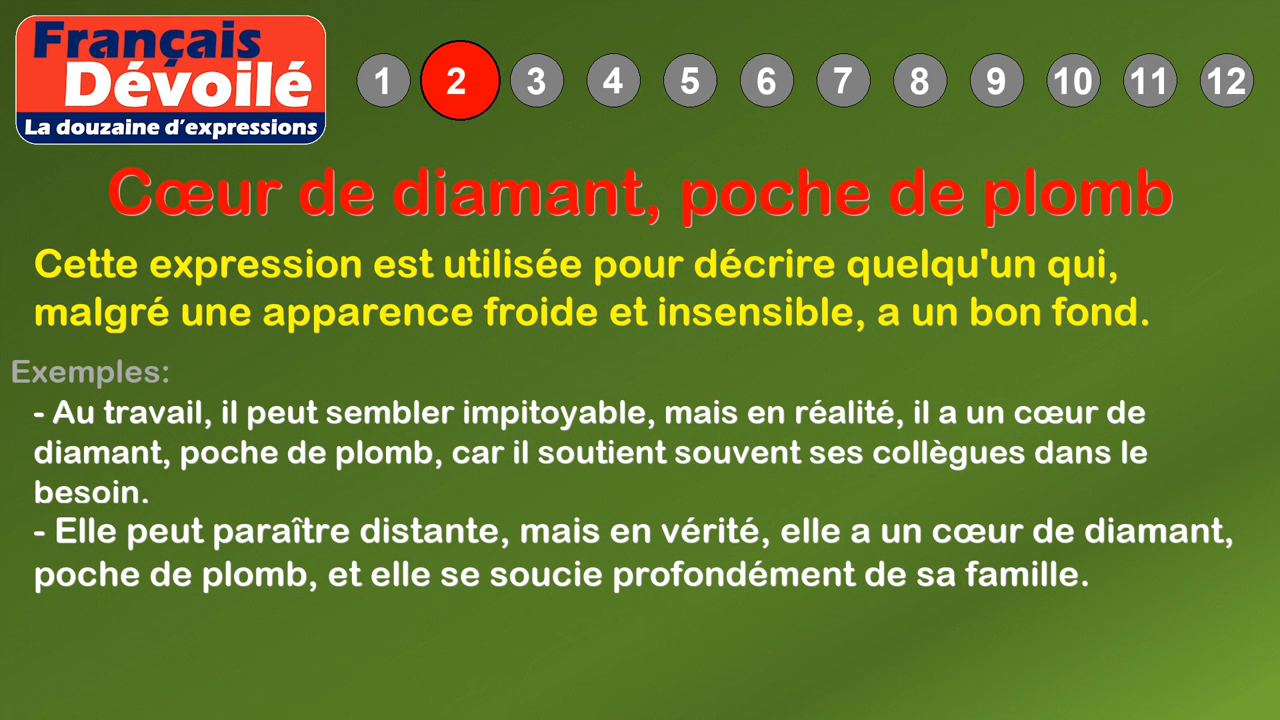 Français
Dévoilé
La douzaine d'expressions
1 2 3 4 5 6 7 8 9 10 11 12
Cœur de diamant, poche de plomb
Cette expression est utilisée pour décrire quelqu'un qui,
malgré une apparence froide et insensible, a un bon fond.
Exemples:
- Au travail, il peut sembler impitoyable, mais en réalité, il a un cœur de
diamant, poche de plomb, car il soutient souvent ses collègues dans le
besoin.
- Elle peut paraître distante, mais en vérité, elle a un cœur de diamant,
poche de plomb, et elle se soucie profondément de sa famille.